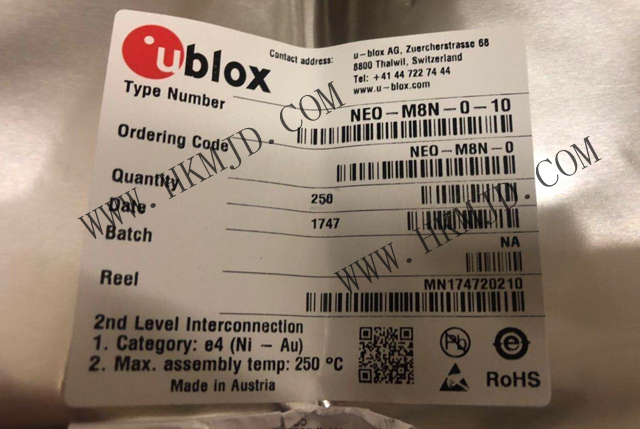 ublox
Contact address:
u-blox AG, Zuercherstrasse 68
8800 Thalwil, Switzerland
Tel: +41 44 722 74 44
www.u-blox.com
Type Number
NEO-M8N-0-10
Ordering Code
NEO-M8N-0
Quantity
250
Date
1747
Batch
NA
Reel
MN174720210
2nd Level Interconnection
1. Category: e4 (Ni - Au)
2. Max. assembly temp: 250 °C
Made in Austria
Pb
e
RoHS
WWW.HKMJD.COM
WWW.HKMJD.COM